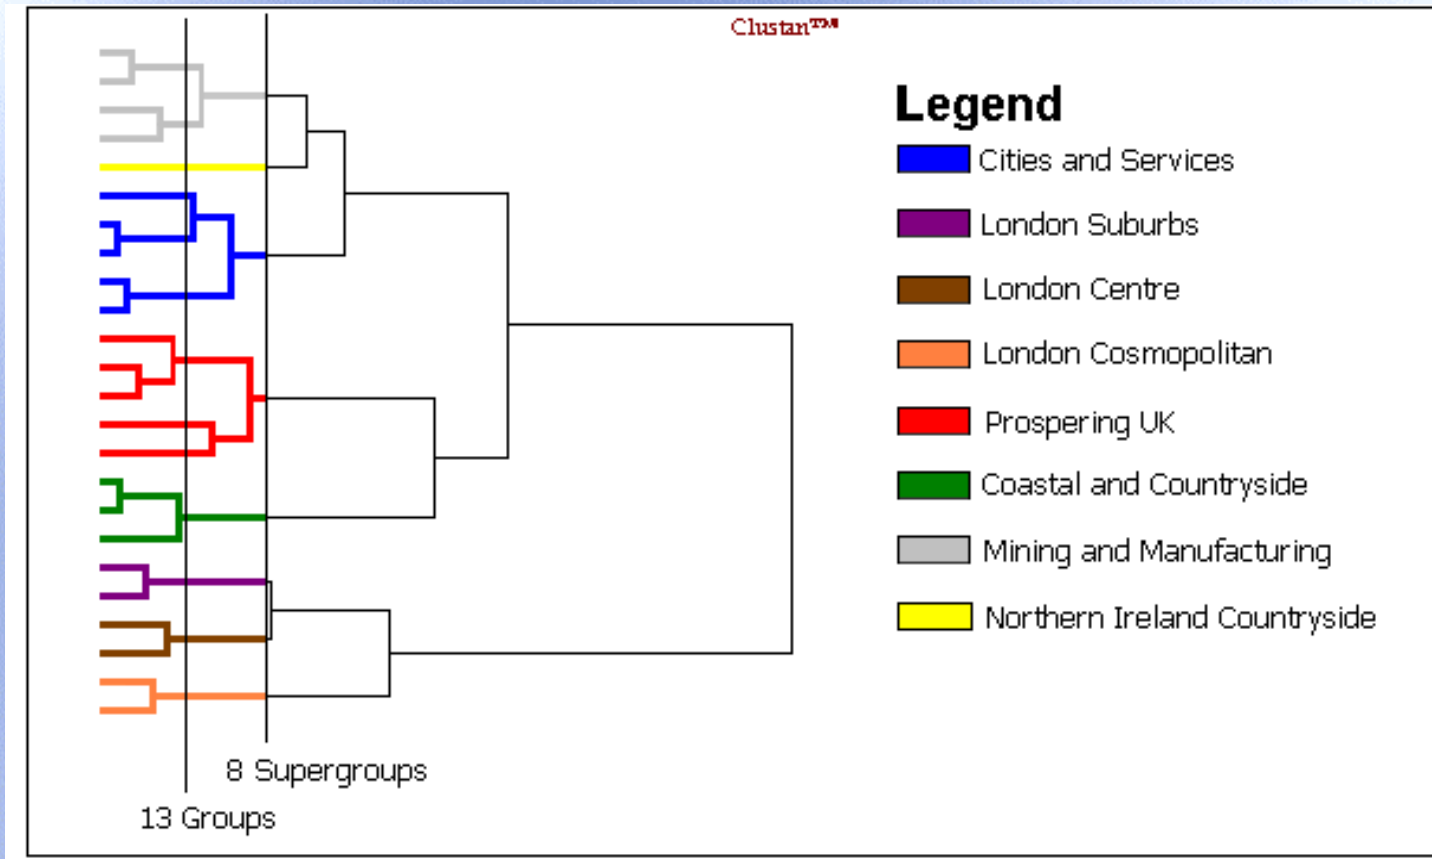 Clustan™
Legend
Cities and Services
London Suburbs
London Centre
London Cosmopolitan
Prospering UK
Coastal and Countryside
Mining and Manufacturing
Northern Ireland Countryside
8 Supergroups
13 Groups